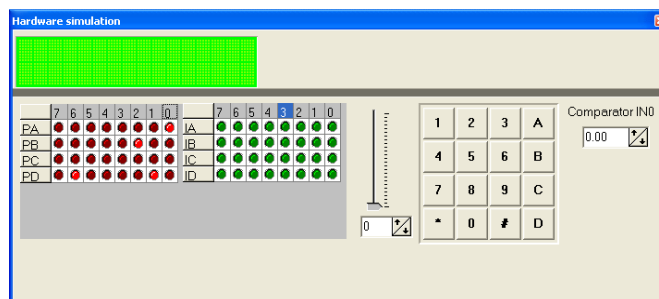 Hardware simulation
7 6 5 4 3 2 1 0
PA
PB
PC
PD
7 6 5 4 3 2 1 0
IA
IB
IC
ID
0
1 2 3 A
4 5 6 B
7 8 9 C
* 0 # D
Comparator IN0
0.00